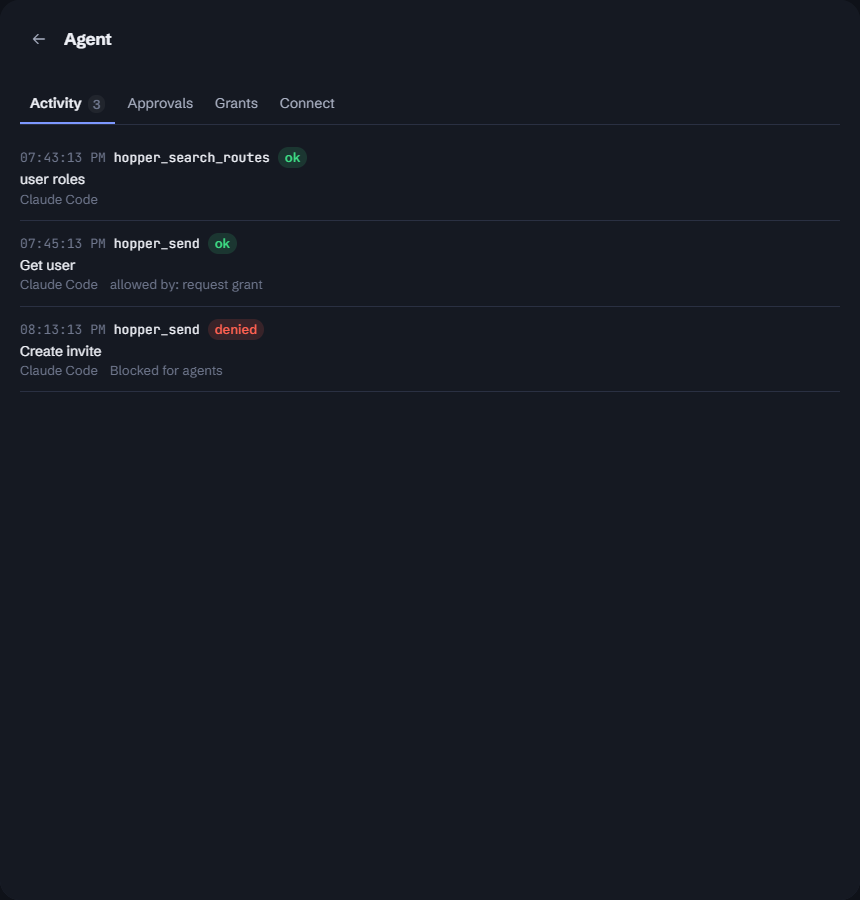 ← Agent
Activity 3 Approvals Grants Connect
07:43:13 PM hopper_search_routes ok
user roles
Claude Code
07:45:13 PM hopper_send ok
Get user
Claude Code allowed by: request grant
08:13:13 PM hopper_send denied
Create invite
Claude Code Blocked for agents